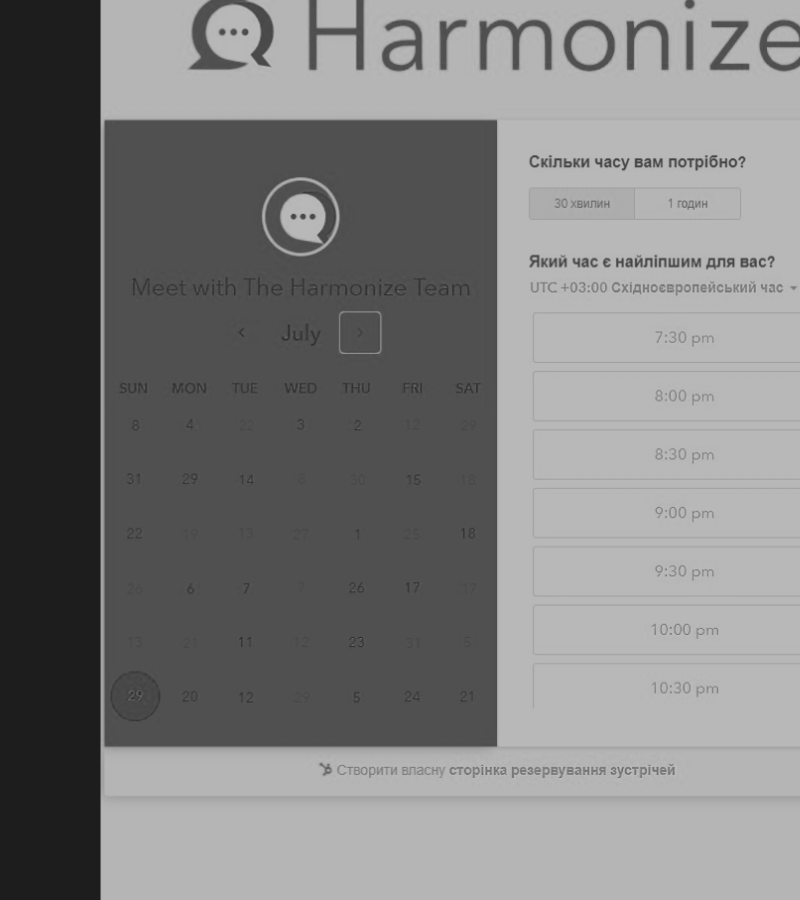 Harmonize
Meet with The Harmonize Team
July
SUN MON TUE WED THU FRI SAT
8 4 22 3 2 12 29
31 29 14 30 15
22 19 13 27 1 25 18
26 6 7 7 26 17
13 21 11 12 23 31 5
29 20 12 29 5 24 21
Скільки часу вам потрібно?
30 хвилин 1 годин
Який час є найліпшим для вас?
UTC +03:00 Східноєвропейський час
7:30 pm
8:00 pm
8:30 pm
9:00 pm
9:30 pm
10:00 pm
10:30 pm
Створити власну сторінка резервування зустрічей